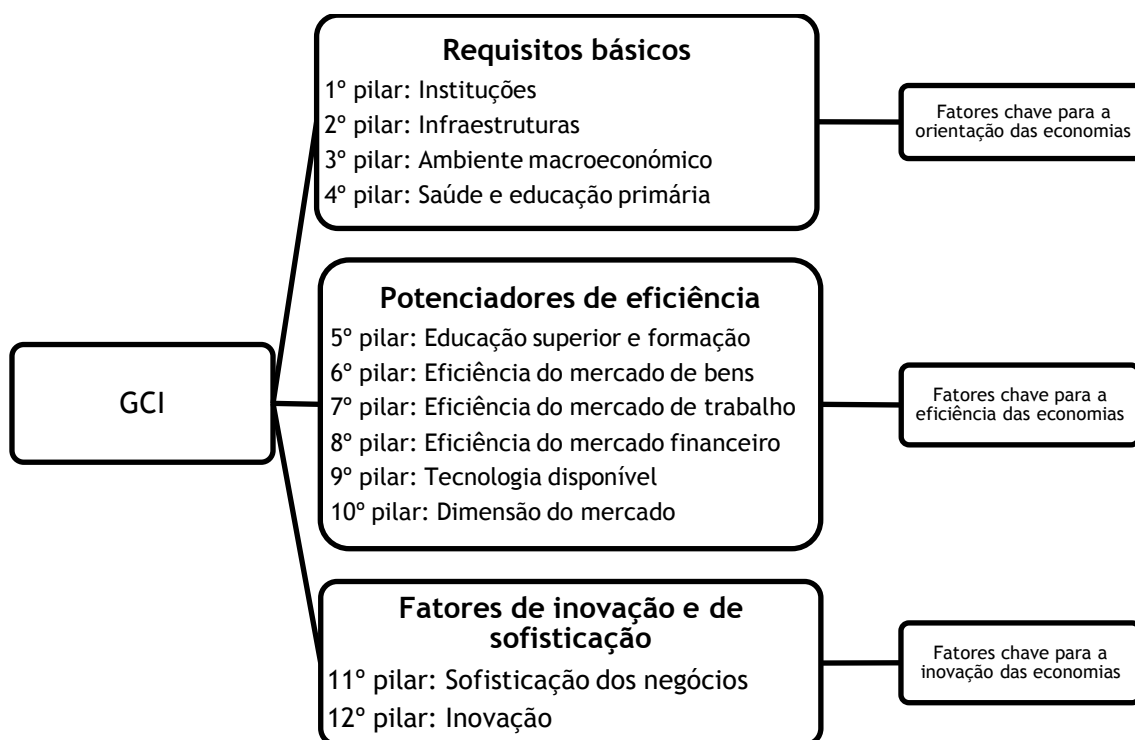 Requisitos básicos
1º pilar: Instituções
2º pilar: Infraestruturas
3º pilar: Ambiente macroeconómico
4º pilar: Saúde e educação primária
Fatores chave para a
orientação das economias
GCI
Potenciadores de eficiência
5º pilar: Educação superior e formação
6º pilar: Eficiência do mercado de bens
7º pilar: Eficiência do mercado de trabalho
8º pilar: Eficiência do mercado financeiro
9º pilar: Tecnologia disponível
10º pilar: Dimensão do mercado
Fatores chave para a
eficiência das economias
Fatores de inovação e de
sofisticação
11º pilar: Sofisticação dos negócios
12º pilar: Inovação
Fatores chave para a
inovação das economias